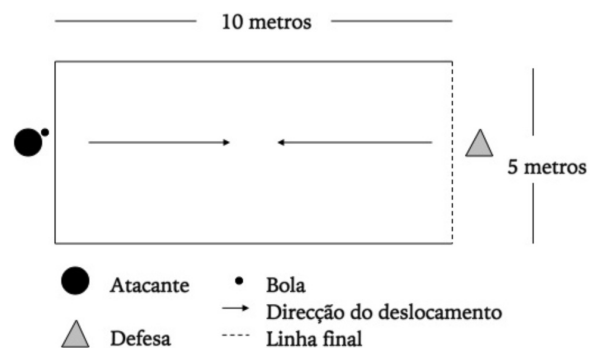 10 metros
5 metros
Atacante
Bola
Direcção do deslocamento
Defesa
Linha final